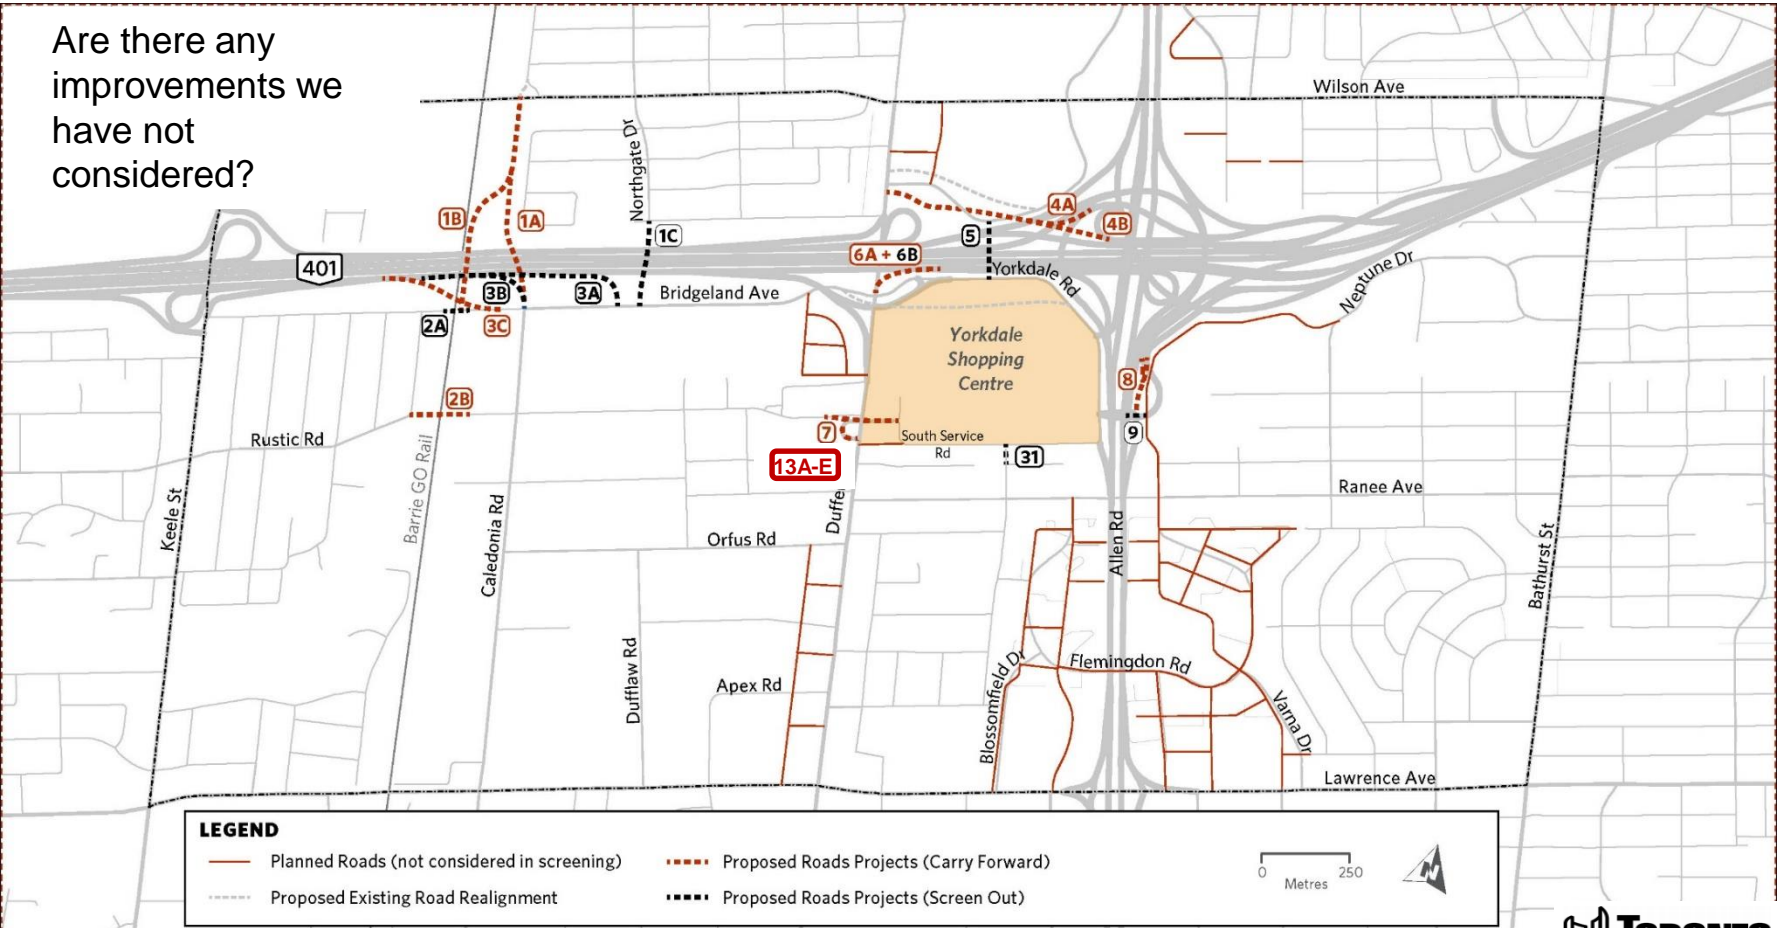 Are there any
improvements we
have not
considered?
Wilson Ave
Northgate Dr
1B
1A
1C
4A
4B
5
401
6A + 6B
Yorkdale Rd
Neptune Dr
3B
3A
Bridgeland Ave
2A
3C
Yorkdale
Shopping
Centre
8
2B
Rustic Rd
7
South Service
Rd
9
31
13A-E
Barrie GO Rail
Keele St
Caledonia Rd
Duffe
Ranee Ave
Orfus Rd
Allen Rd
Bathurst St
Dufflaw Rd
Apex Rd
Blossomfield Dr
Flemingdon Rd
Varna Dr
Lawrence Ave
LEGEND
Planned Roads (not considered in screening)
Proposed Roads Projects (Carry Forward)
Proposed Existing Road Realignment
Proposed Roads Projects (Screen Out)
0 250
Metres
N
TORONTO